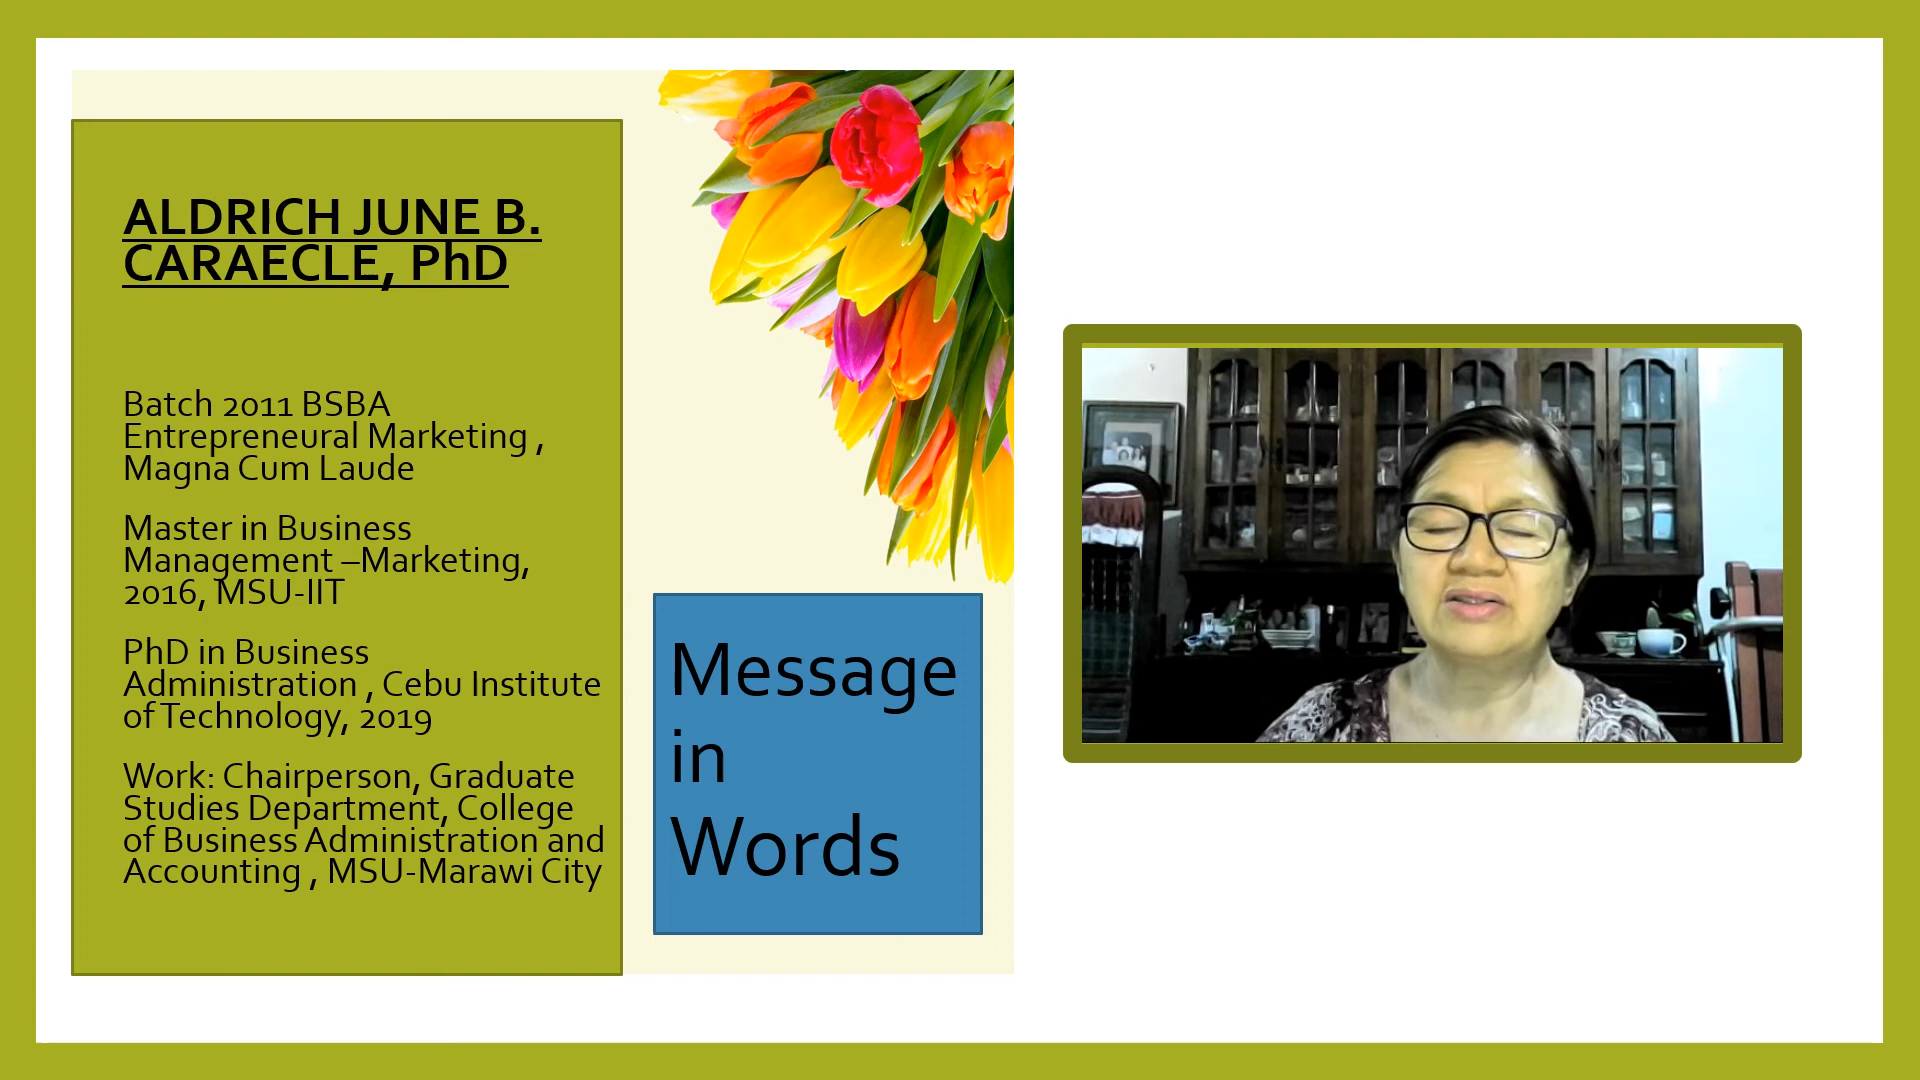 ALDRICH JUNE B.
CARAECLE, PhD
Batch 2011 BSBA
Entrepreneural Marketing ,
Magna Cum Laude
Master in Business
Management –Marketing,
2016, MSU-IIT
PhD in Business
Administration , Cebu Institute
of Technology, 2019
Work: Chairperson, Graduate
Studies Department, College
of Business Administration and
Accounting , MSU-Marawi City
Message
in
Words